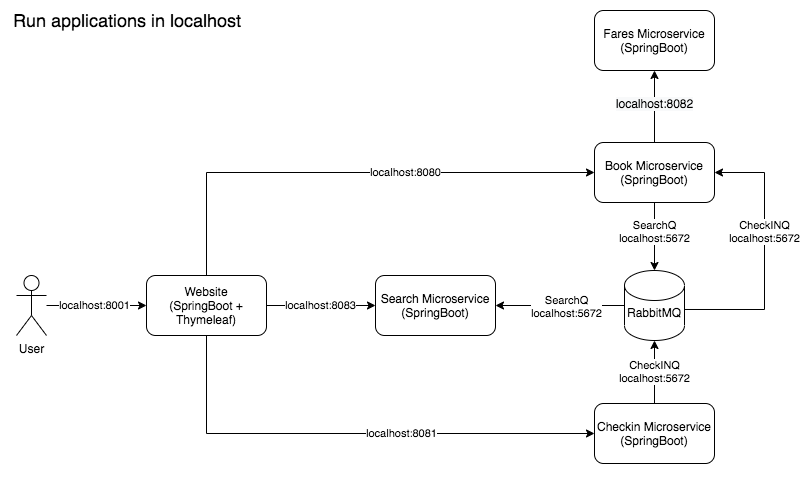 Run applications in localhost
Fares Microservice
(SpringBoot)
localhost:8082
Book Microservice
(SpringBoot)
localhost:8080
SearchQ
localhost:5672
CheckINQ
localhost:5672
Website
(SpringBoot +
Thymeleaf)
localhost:8001
User
localhost:8083
Search Microservice
(SpringBoot)
SearchQ
localhost:5672
RabbitMQ
CheckINQ
localhost:5672
localhost:8081
Checkin Microservice
(SpringBoot)